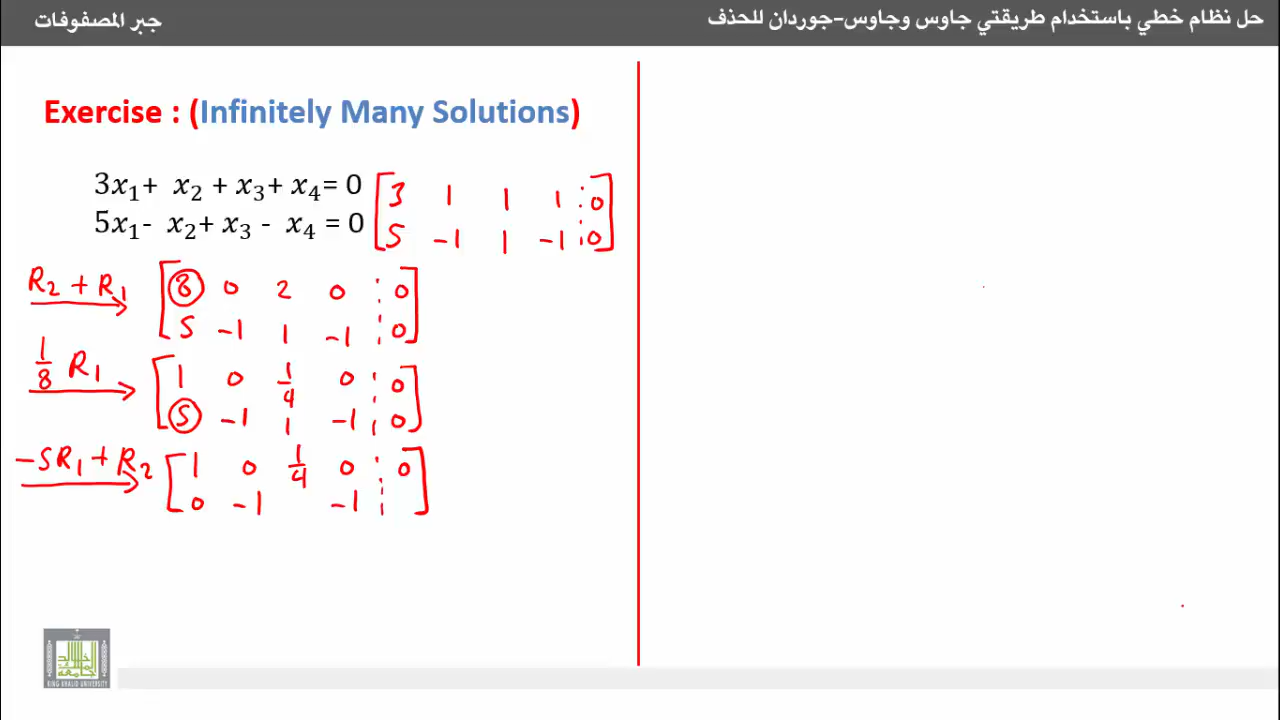 حل نظام خطي باستخدام طريقتي جاوس وجاوس-جوردان للحذف
جبر المصفوفات
Exercise : (Infinitely Many Solutions)
3x₁+ x₂ + x₃+ x₄= 0
5x₁- x₂+ x₃ - x₄ = 0
[3 1 1 1 ⋮ 0]
[5 -1 1 -1 ⋮ 0]
R₂ + R₁
[8 0 2 0 ⋮ 0]
[5 -1 1 -1 ⋮ 0]
1/8 R₁
[1 0 1/4 0 ⋮ 0]
[5 -1 1 -1 ⋮ 0]
-5R₁ + R₂
[1 0 1/4 0 ⋮ 0]
[0 -1 -1 ⋮ ]
KING KHALID UNIVERSITY